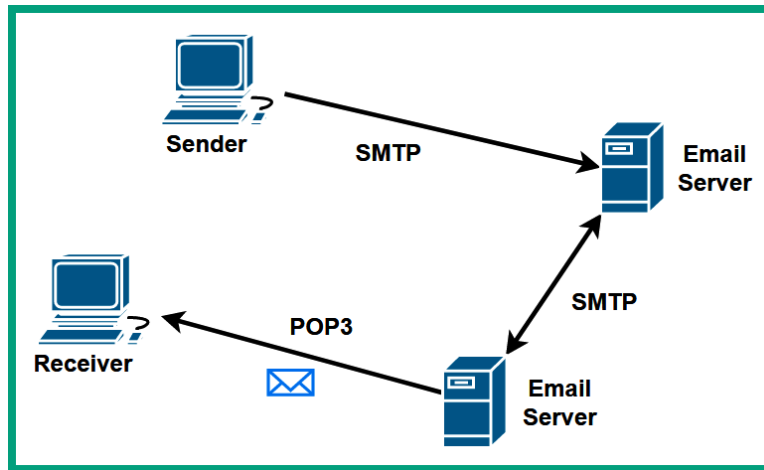 Sender
SMTP
Email
Server
SMTP
POP3
Receiver
Email
Server